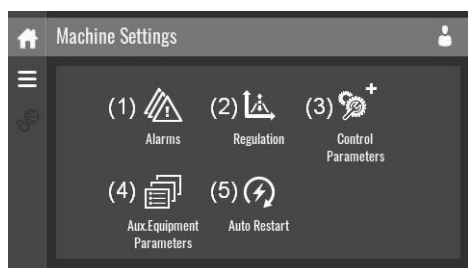 Machine Settings
(1) (2) (3)
Alarms Regulation Control
Parameters
(4) (5)
Aux.Equipment Auto Restart
Parameters